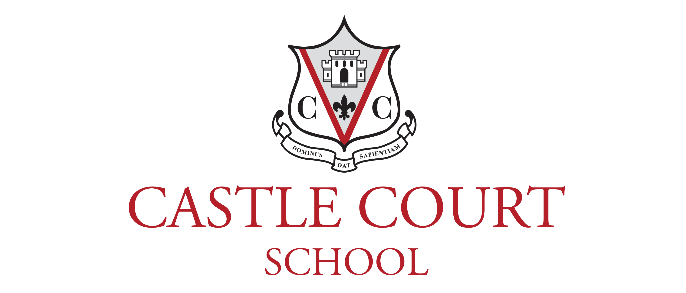 C C
DOMINUS DAT SAPIENTIAM
CASTLE COURT
SCHOOL